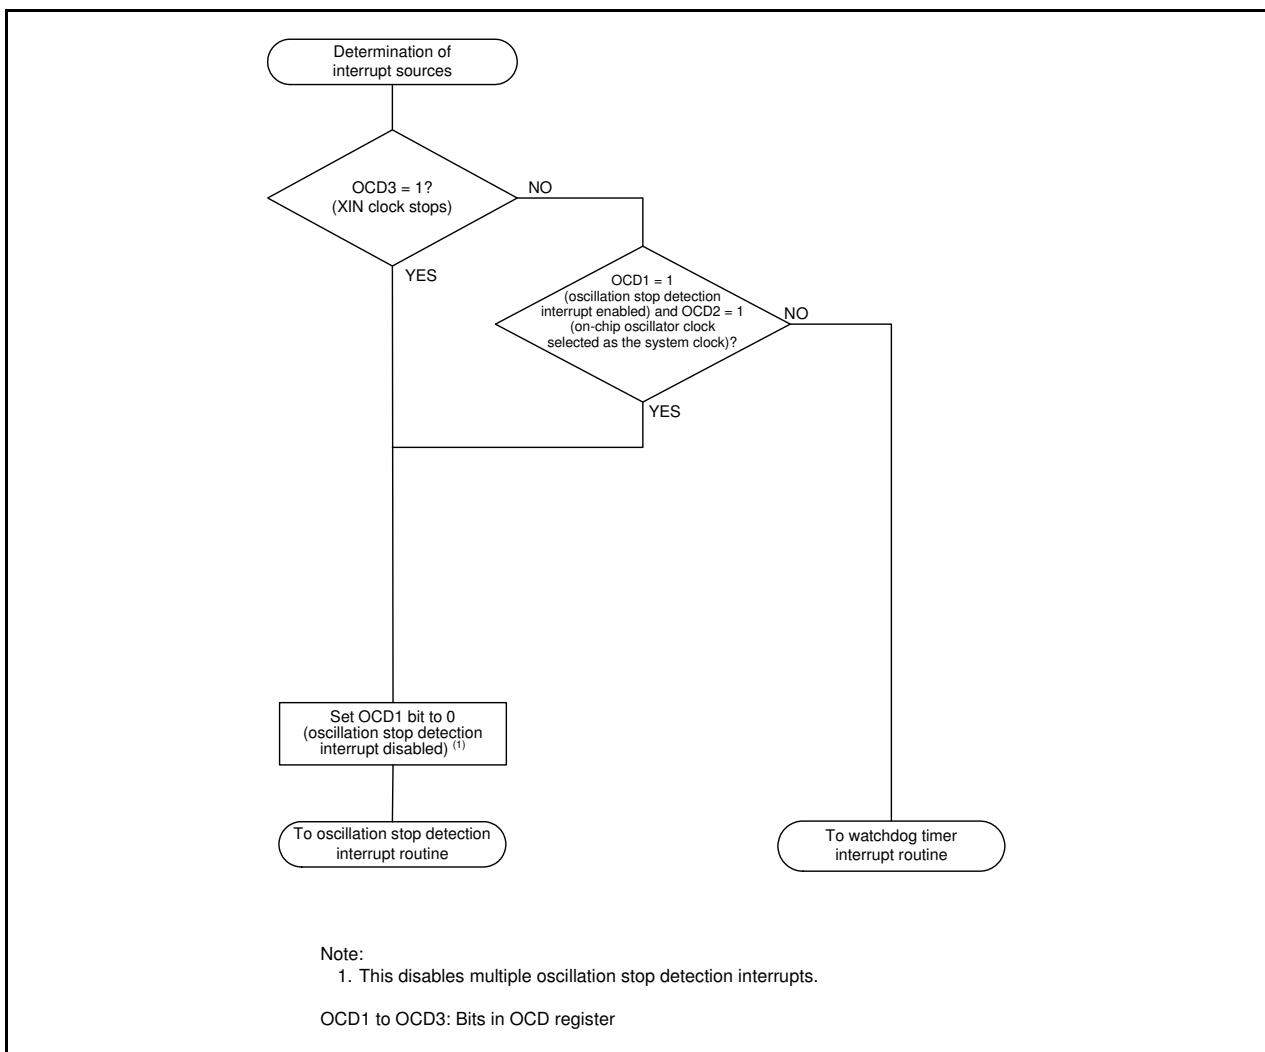 Determination of
interrupt sources
OCD3 = 1?
(XIN clock stops)
NO
YES
OCD1 = 1
(oscillation stop detection
interrupt enabled) and OCD2 = 1
(on-chip oscillator clock
selected as the system clock)?
NO
YES
Set OCD1 bit to 0
(oscillation stop detection
interrupt disabled) (1)
To oscillation stop detection
interrupt routine
To watchdog timer
interrupt routine
Note:
1. This disables multiple oscillation stop detection interrupts.
OCD1 to OCD3: Bits in OCD register